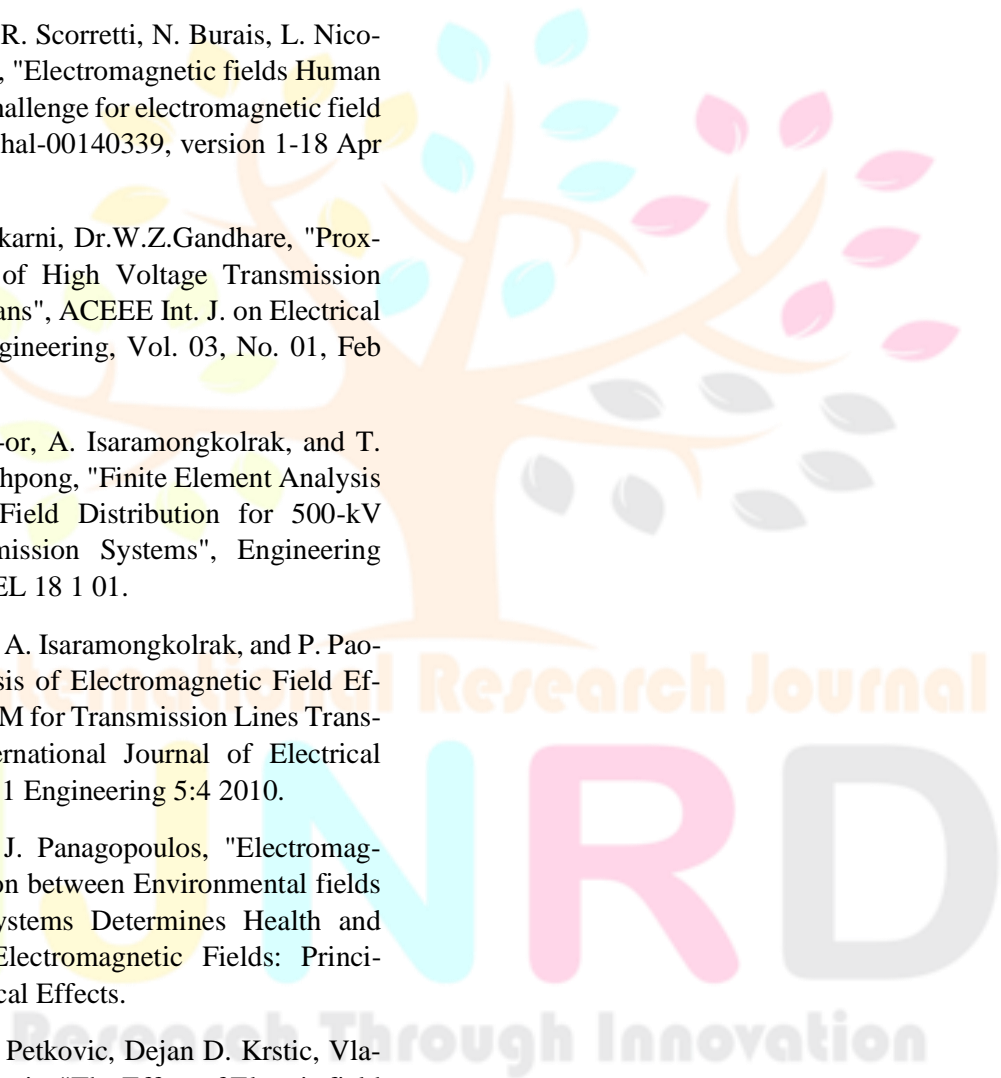 R. Scorretti, N. Burais, L. Nico-
, "Electromagnetic fields Human
hallenge for electromagnetic field
hal-00140339, version 1-18 Apr
karni, Dr.W.Z.Gandhare, "Prox-
of High Voltage Transmission
ans", ACEEE Int. J. on Electrical
gineering, Vol. 03, No. 01, Feb
-or, A. Isaramongkolrak, and T.
hpong, "Finite Element Analysis
Field Distribution for 500-kV
mission Systems", Engineering
EL 18 1 01.
A. Isaramongkolrak, and P. Pao-
sis of Electromagnetic Field Ef-
M for Transmission Lines Trans-
ernational Journal of Electrical
1 Engineering 5:4 2010.
J. Panagopoulos, "Electromag-
on between Environmental fields
ystems Determines Health and
Electromagnetic Fields: Princi-
cal Effects.
Petkovic, Dejan D. Krstic, Vla-
International Research Journal
IJNRD
Research Through Innovation